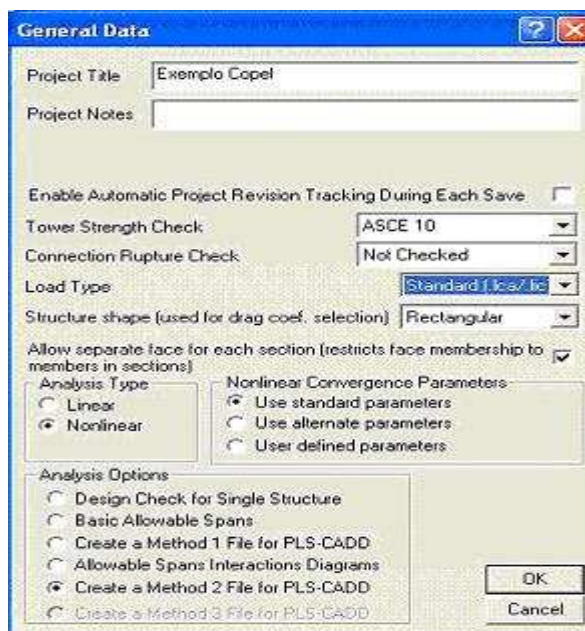 General Data
Project Title Exemplo Copel
Project Notes
Enable Automatic Project Revision Tracking During Each Save
Tower Strength Check ASCE 10
Connection Rupture Check Not Checked
Load Type Standard (.lca/.lic
Structure shape (used for drag coef. selection) Rectangular
Allow separate face for each section (restricts face membership to
members in sections)
Analysis Type
Linear
Nonlinear
Nonlinear Convergence Parameters
Use standard parameters
Use alternate parameters
User defined parameters
Analysis Options
Design Check for Single Structure
Basic Allowable Spans
Create a Method 1 File for PLS-CADD
Allowable Spans Interactions Diagrams
Create a Method 2 File for PLS-CADD
Create a Method 3 File for PLS-CADD
OK
Cancel